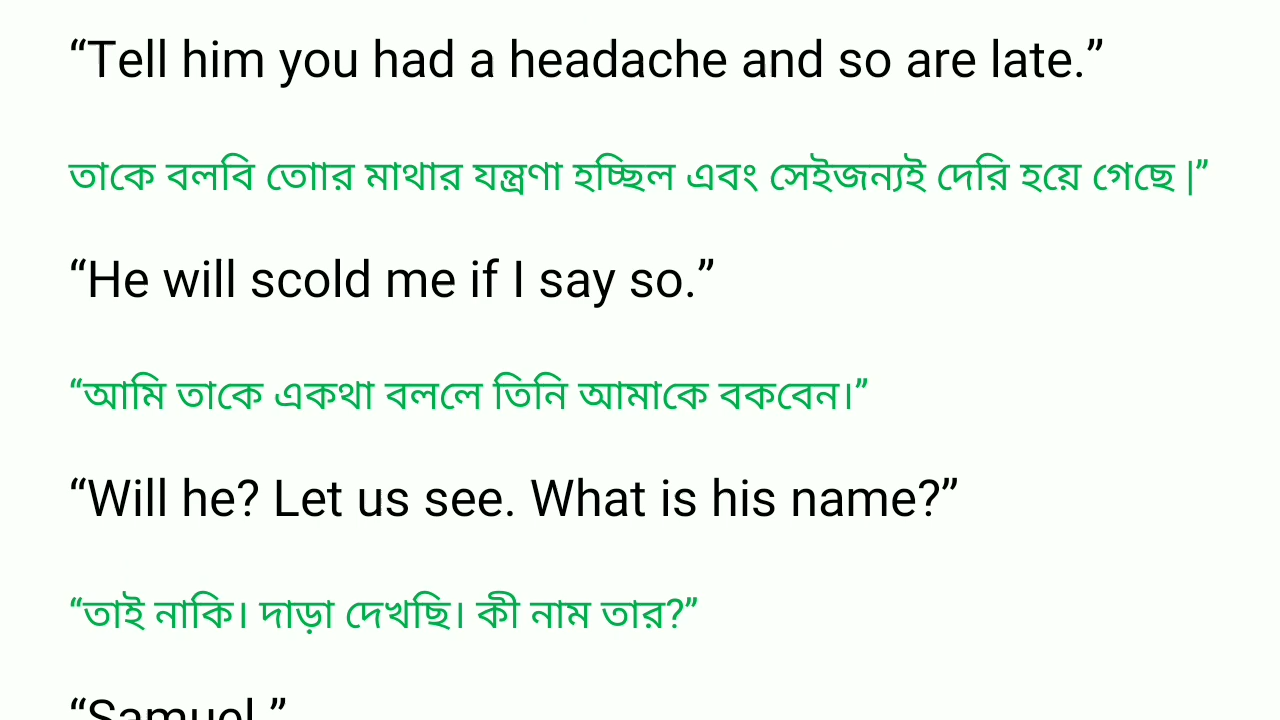 “Tell him you had a headache and so are late.”
তাকে বলবি তোার মাথার যন্ত্রণা হচ্ছিল এবং সেইজন্যই দেরি হয়ে গেছে |”
“He will scold me if I say so.”
“আমি তাকে একথা বললে তিনি আমাকে বকবেন।”
“Will he? Let us see. What is his name?”
“তাই নাকি। দাড়া দেখছি। কী নাম তার?”
“Samuel.”